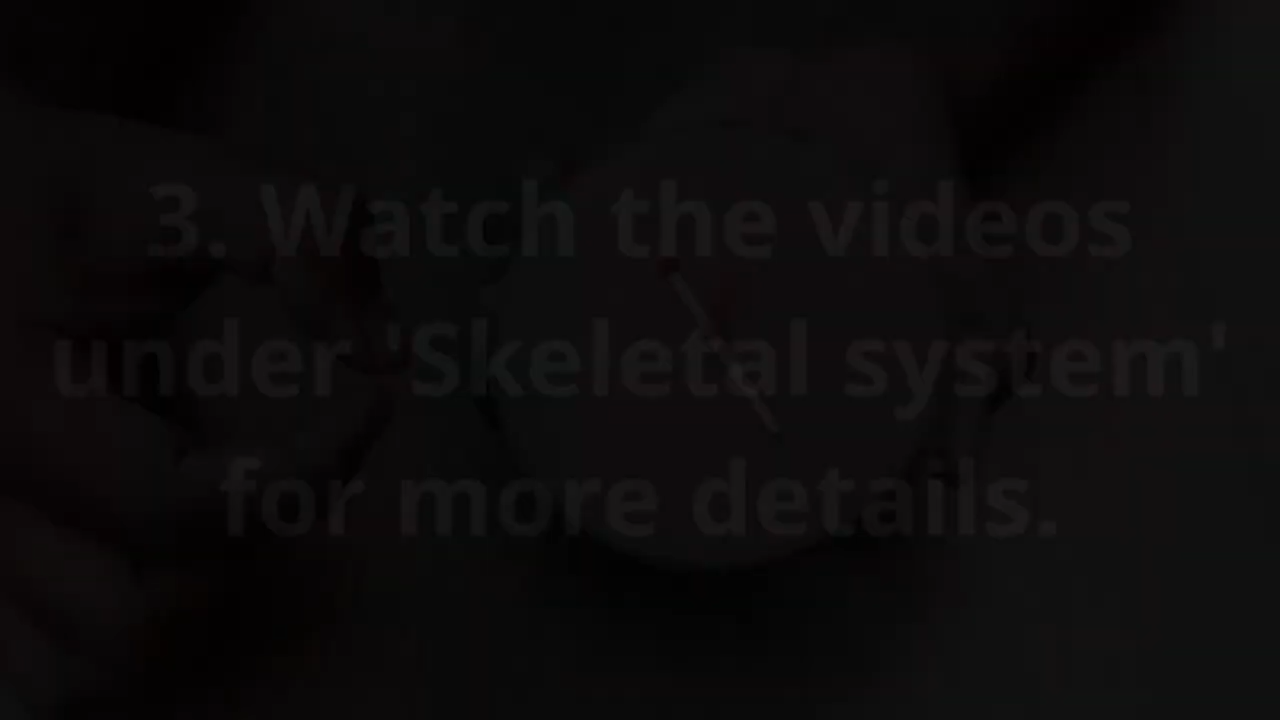 3. Watch the videos
under 'Skeletal system'
for more details.